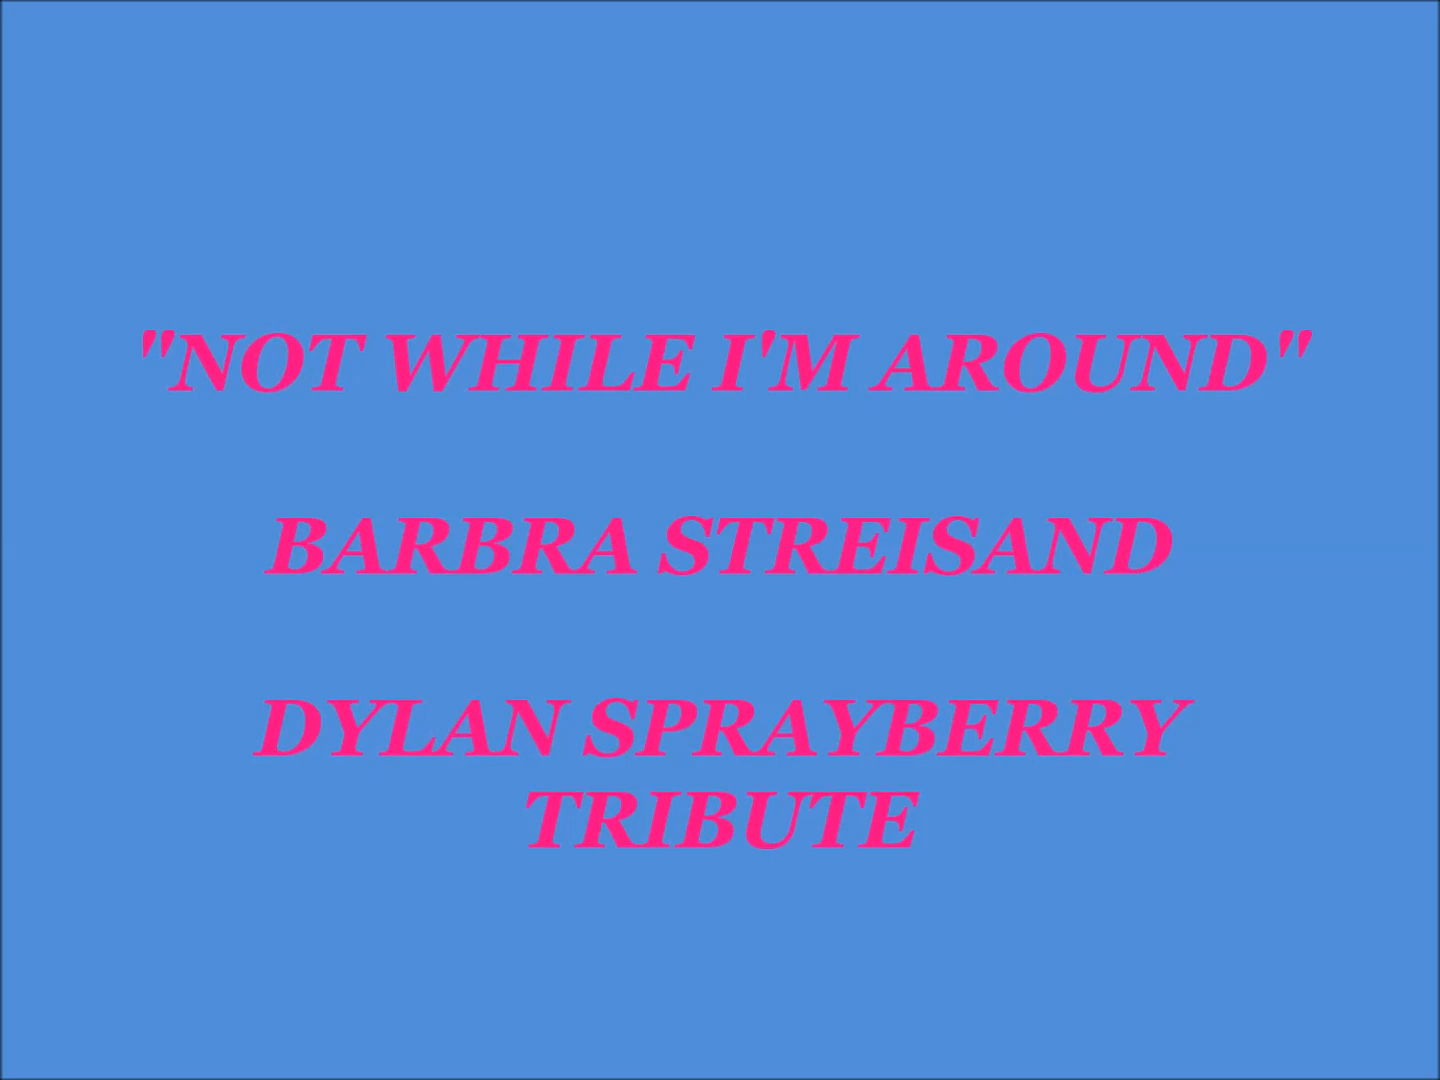 "NOT WHILE I'M AROUND"
BARBRA STREISAND
DYLAN SPRAYBERRY
TRIBUTE